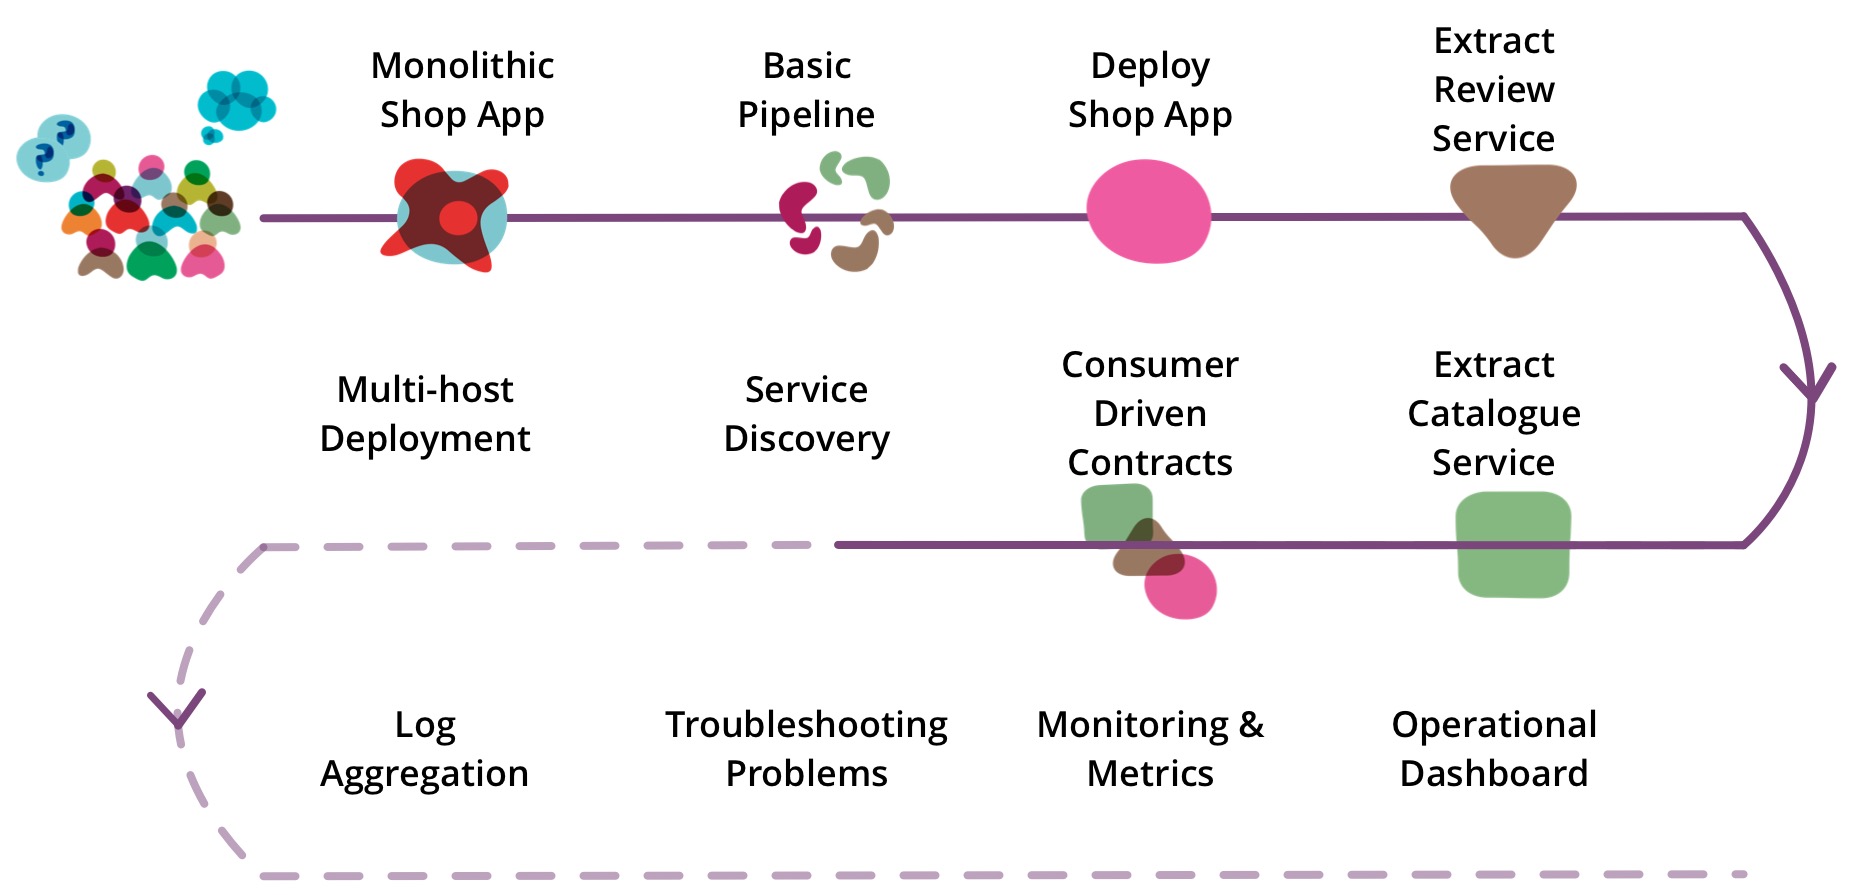 Monolithic
Shop App
Basic
Pipeline
Deploy
Shop App
Extract
Review
Service
? ?
Multi-host
Deployment
Service
Discovery
Consumer
Driven
Contracts
Extract
Catalogue
Service
Log
Aggregation
Troubleshooting
Problems
Monitoring &
Metrics
Operational
Dashboard